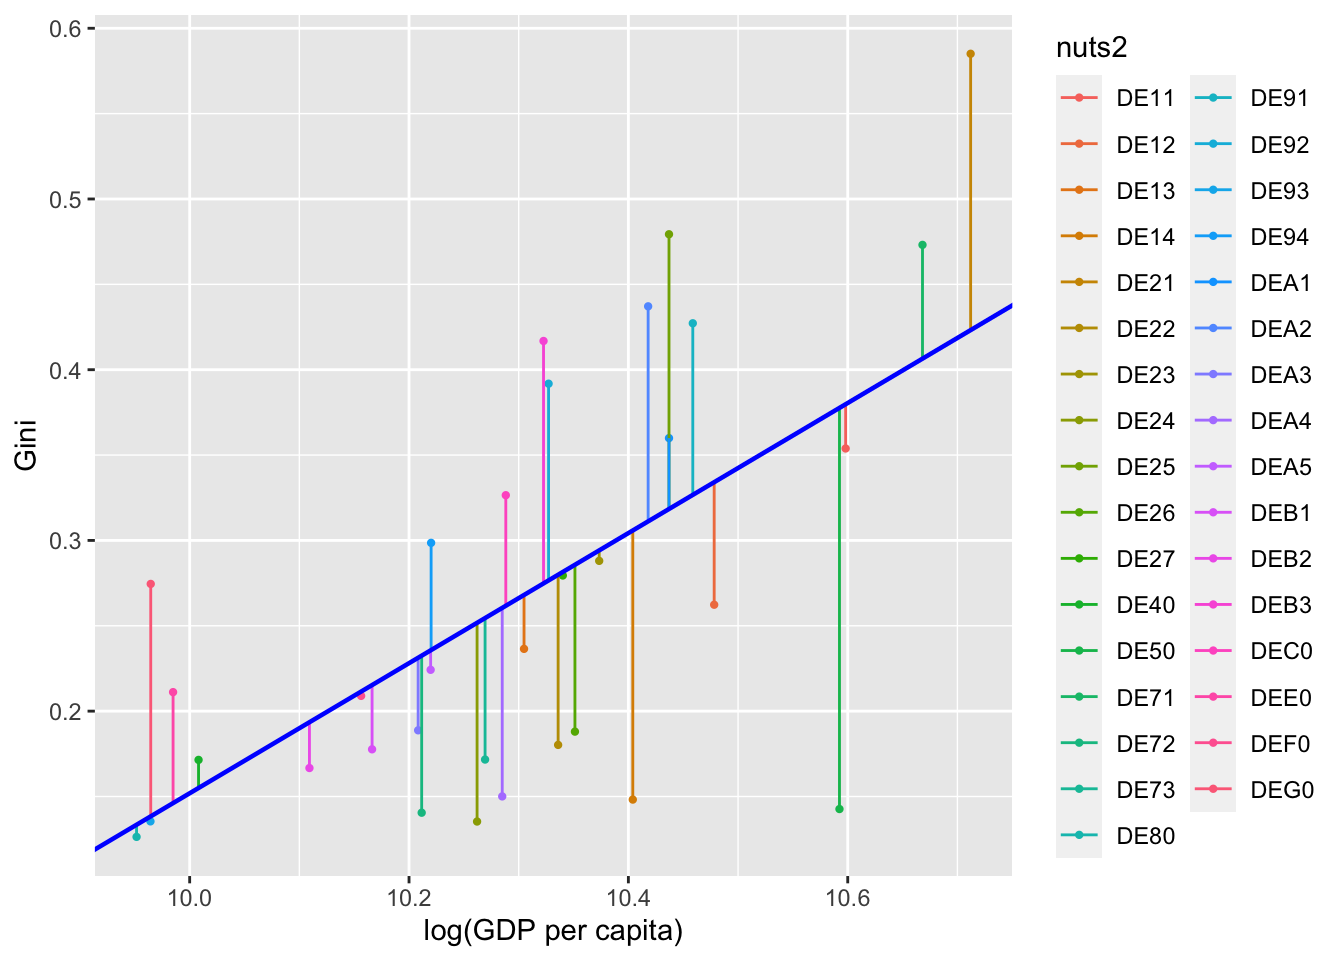 0.6
0.5
0.4
0.3
0.2
Gini
10.0
10.2
10.4
10.6
log(GDP per capita)
nuts2
DE11
DE12
DE13
DE14
DE21
DE22
DE23
DE24
DE25
DE26
DE27
DE40
DE50
DE71
DE72
DE73
DE80
DE91
DE92
DE93
DE94
DEA1
DEA2
DEA3
DEA4
DEA5
DEB1
DEB2
DEB3
DEC0
DEE0
DEF0
DEG0